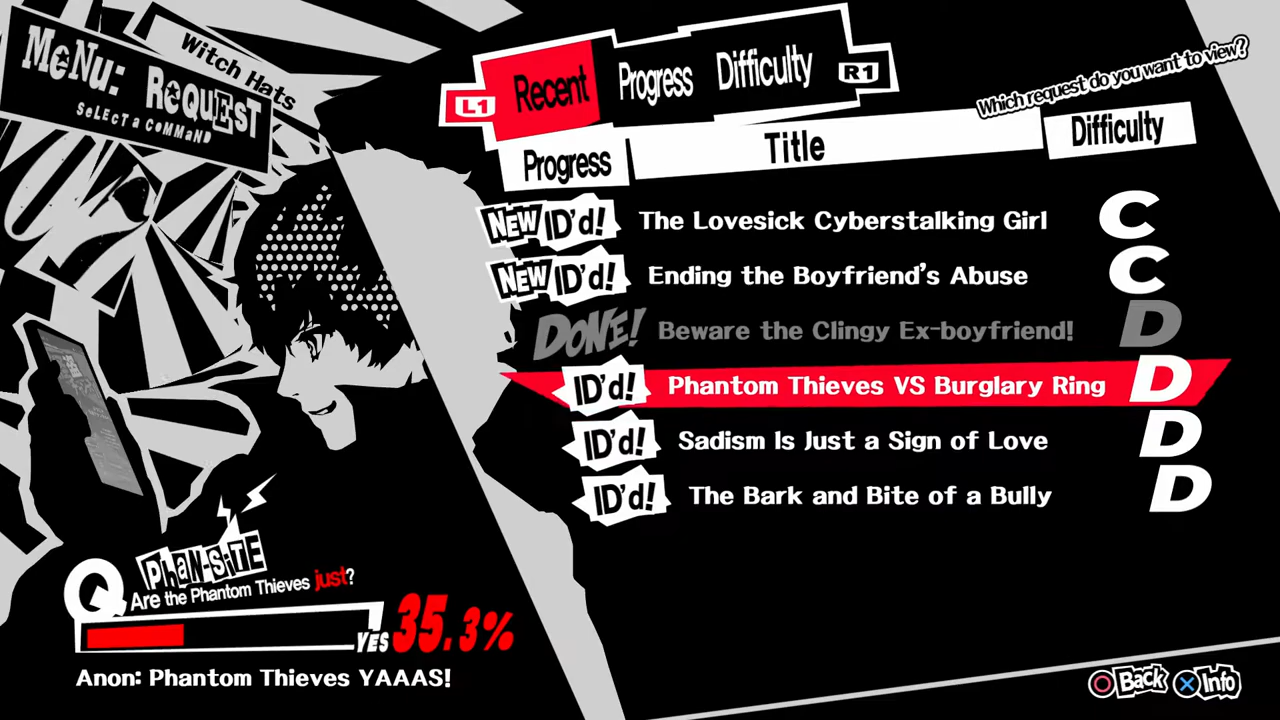 Witch Hats
MeNu: ReQUEST
SeLECT a CoMMaND
L1 Recent Progress Difficulty R1
Which request do you want to view?
Progress Title Difficulty
NEW ID'd! The Lovesick Cyberstalking Girl C
NEW ID'd! Ending the Boyfriend's Abuse C
DONE! Beware the Clingy Ex-boyfriend! D
ID'd! Phantom Thieves VS Burglary Ring D
ID'd! Sadism Is Just a Sign of Love D
ID'd! The Bark and Bite of a Bully D
PhaN-SiTE
Q Are the Phantom Thieves just?
YES 35.3%
Anon: Phantom Thieves YAAAS!
Back Info